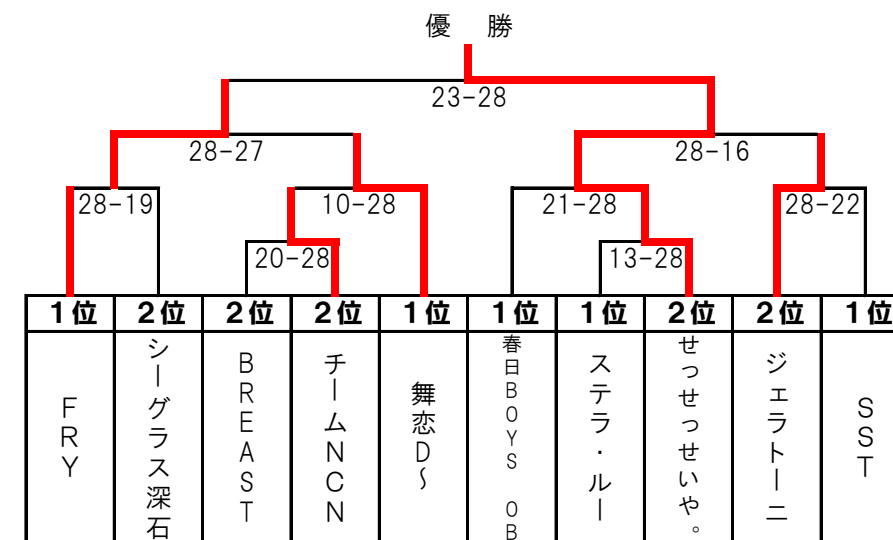 優 勝
23-28
28-27
28-16
28-19
10-28
21-28
28-22
20-28
13-28
1位
2位
2位
2位
1位
1位
1位
2位
2位
1位
FRY
シーグラス深石
BREAST
チームNCN
舞恋D~
春日BOYS OB
ステラ・ルー
せっせっせいや。
ジェラトーニ
SST